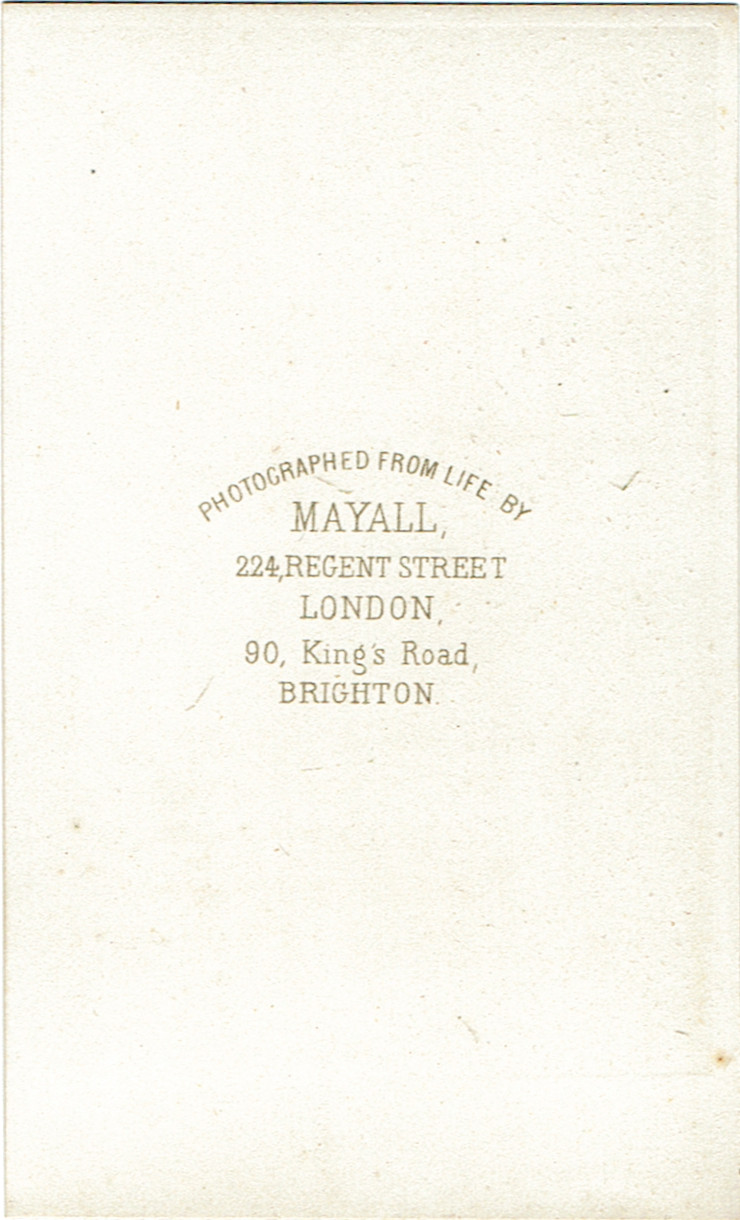 PHOTOGRAPHED FROM LIFE BY
MAYALL,
224, REGENT STREET
LONDON,
90, King's Road,
BRIGHTON.